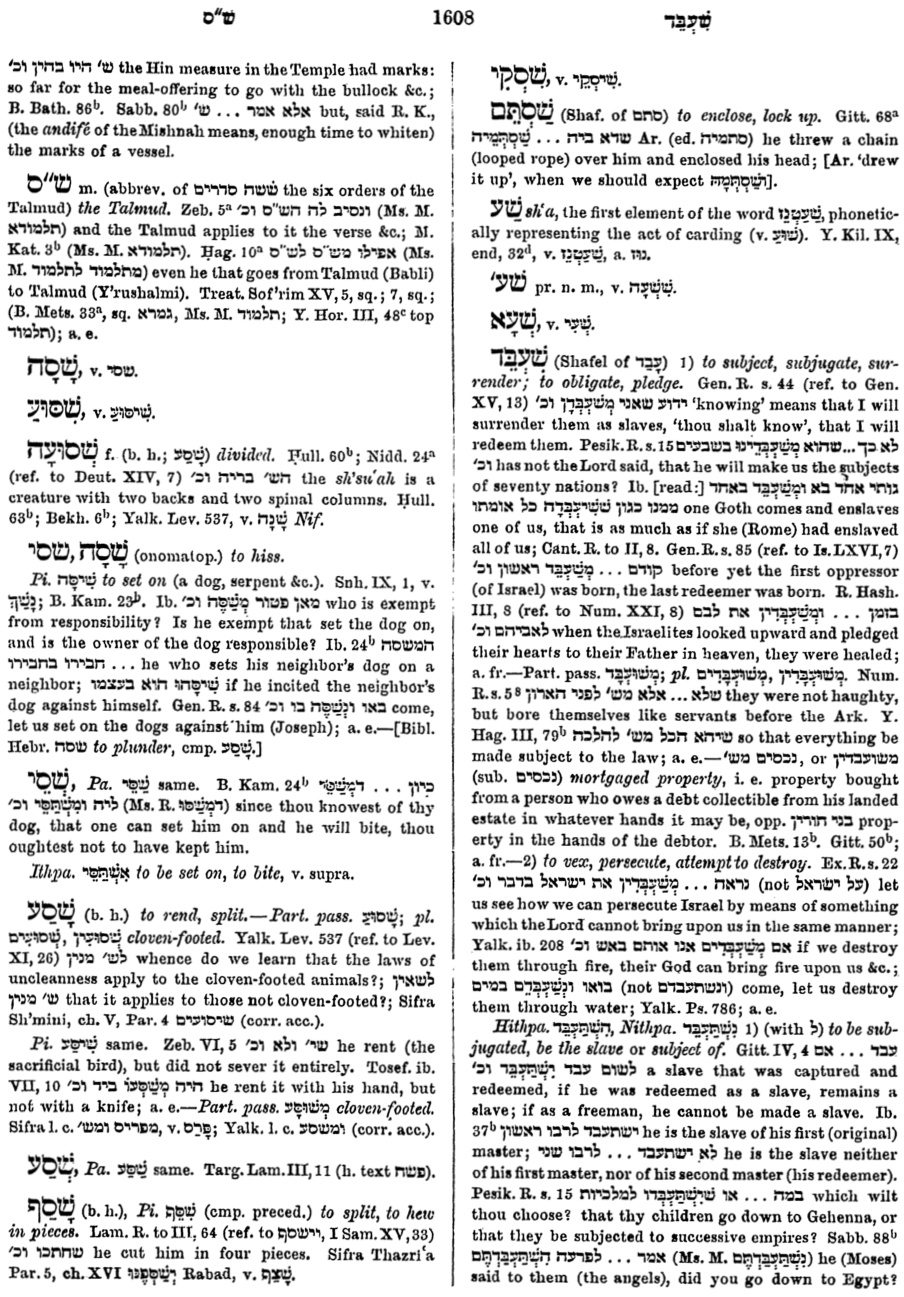 ש״ס 1608 שִׁעְבֵּד
ש׳ היו בהין וכ׳ the Hin measure in the Temple had marks:
so far for the meal-offering to go with the bullock &c.;
B. Bath. 86ᵇ. Sabb. 80ᵇ אלא אמר ... ש׳ but, said R. K.,
(the andifé of the Mishnah means, enough time to whiten)
the marks of a vessel.
ש״ס m. (abbrev. of ששה סדרים the six orders of the
Talmud) the Talmud. Zeb. 5ᵃ ונסיב לה הש״ס וכ׳ (Ms. M.
תלמודא) and the Talmud applies to it the verse &c.; M.
Kat. 3ᵇ (Ms. M. תלמודא). Ḥag. 10ᵃ אפילו מש״ס לש״ס (Ms.
M. מתלמוד לתלמוד) even he that goes from Talmud (Babli)
to Talmud (Y'rushalmi). Treat. Sof'rim XV, 5, sq.; 7, sq.;
(B. Mets. 33ᵃ, sq. גמרא, Ms. M. תלמוד; Y. Hor. III, 48ᶜ top
תלמוד); a. e.
שָׁסָה, v. שסי.
שִׁסּוּעַ, v. שִׁיסּוּעַ.
שְׁסוּעָה f. (b. h.; שָׁסַע) divided. Ḥull. 60ᵇ; Nidd. 24ᵃ
(ref. to Deut. XIV, 7) הש׳ בריה וכ׳ the sh'su'ah is a
creature with two backs and two spinal columns. Ḥull.
63ᵇ; Bekh. 6ᵇ; Yalk. Lev. 537, v. שָׁנָה Nif.
שָׁסָה, שסי (onomatop.) to hiss.
Pi. שִׁיסָּה to set on (a dog, serpent &c.). Snh. IX, 1, v.
נָשַׁךְ; B. Kam. 23ᵇ. Ib. מאן פטור מְשַׁסֶּה וכ׳ who is exempt
from responsibility? Is he exempt that set the dog on,
and is the owner of the dog responsible? Ib. 24ᵇ המשסה
חבירו בחבירו ... he who sets his neighbor's dog on a
neighbor; שִׁיסָּהוּ הוא בעצמו if he incited the neighbor's
dog against himself. Gen. R. s. 84 באו וּנְשַׁסֶּה בו וכ׳ come,
let us set on the dogs against him (Joseph); a. e.—[Bibl.
Hebr. שסה to plunder, cmp. שָׁסַע.]
שְׁסֵי, Pa. שַׁסֵּי same. B. Kam. 24ᵇ כיון ... דמְשַׁסֵּי
ליה ומִשְׁתַּסֵּי וכ׳ (Ms. R. דמשסו) since thou knowest of thy
dog, that one can set him on and he will bite, thou
oughtest not to have kept him.
Ithpa. אִשְׁתַּסֵּי to be set on, to bite, v. supra.
שָׁסַע (b. h.) to rend, split.—Part. pass. שָׁסוּעַ; pl.
שְׁסוּעִין, שְׁסוּעִים cloven-footed. Yalk. Lev. 537 (ref. to Lev.
XI, 26) לש׳ מנין whence do we learn that the laws of
uncleanness apply to the cloven-footed animals?; לשאין
ש׳ מנין that it applies to those not cloven-footed?; Sifra
Sh'mini, ch. V, Par. 4 שיסועים (corr. acc.).
Pi. שִׁיסַּע same. Zeb. VI, 5 שי׳ ולא וכ׳ he rent (the
sacrificial bird), but did not sever it entirely. Tosef. ib.
VII, 10 היה מְשַׁסְּעוֹ ביד וכ׳ he rent it with his hand, but
not with a knife; a. e.—Part. pass. מְשׁוּסָּע cloven-footed.
Sifra l. c. מפריס ומש׳, v. פָּרַס; Yalk. l. c. ומשסע (corr. acc.).
שְׁסַע, Pa. שַׁסַּע same. Targ. Lam. III, 11 (h. text פשח).
שָׁסַף (b. h.), Pi. שִׁסֵּף (cmp. preced.) to split, to hew
in pieces. Lam. R. to III, 64 (ref. to וישסף, I Sam. XV, 33)
שחתכו וכ׳ he cut him in four pieces. Sifra Thazri'a
Par. 5, ch. XVI וְשִׁסְּפֶנּוּ Rabad, v. שָׁצַף.
שִׁסְקֵי, v. שִׁיסְקֵי.
שַׁסְתֵּם (Shaf. of סתם) to enclose, lock up. Gitt. 68ᵃ
שדא ביה ... שַׁסְתְּמֵיה Ar. (ed. סתמיה) he threw a chain
(looped rope) over him and enclosed his head; [Ar. 'drew
it up', when we should expect וְשַׁסְתְּמָהּ].
שַׁע sh'a, the first element of the word שַׁעַטְנֵז, phonetic-
ally representing the act of carding (v. שׁוּעַ). Y. Kil. IX,
end, 32ᵈ, v. שַׁעַטְנֵז, a. נוז.
שע׳ pr. n. m., v. שִׁשְׁעָה.
שְׁעָא, v. שְׁעֵי.
שִׁעְבֵּד (Shafel of עָבַד) 1) to subject, subjugate, sur-
render; to obligate, pledge. Gen. R. s. 44 (ref. to Gen.
XV, 13) ידוע שאני מְשַׁעְבְּדָן וכ׳ 'knowing' means that I will
surrender them as slaves, 'thou shalt know', that I will
redeem them. Pesik. R. s. 15 לא כך ... שהוא מְשַׁעְבְּדֵינוּ בשבעים
וכ׳ has not the Lord said, that he will make us the subjects
of seventy nations? Ib. [read:] גותי אחד בא ומְשַׁעְבֵּד באחד
ממנו כגון שֶׁשִּׁיעְבְּדָה כל אומתו one Goth comes and enslaves
one of us, that is as much as if she (Rome) had enslaved
all of us; Cant. R. to II, 8. Gen. R. s. 85 (ref. to Is. LXVI, 7)
קודם ... מְשַׁעְבֵּד ראשון וכ׳ before yet the first oppressor
(of Israel) was born, the last redeemer was born. R. Hash.
III, 8 (ref. to Num. XXI, 8) בזמן ... ומְשַׁעְבְּדִין את לבם
לאביהם וכ׳ when the Israelites looked upward and pledged
their hearts to their Father in heaven, they were healed;
a. fr.—Part. pass. מְשׁוּעְבָּד; pl. מְשׁוּעְבָּדִים, מְשׁוּעְבָּדִין. Num.
R. s. 5⁸ שלא ... אלא מש׳ לפני הארון they were not haughty,
but bore themselves like servants before the Ark. Y.
Hag. III, 79ᵇ שיהא הכל מש׳ להלכה so that everything be
made subject to the law; a. e.—נכסים מש׳, or משועבדין
(sub. נכסים) mortgaged property, i. e. property bought
from a person who owes a debt collectible from his landed
estate in whatever hands it may be, opp. בני חורין prop-
erty in the hands of the debtor. B. Mets. 13ᵇ. Gitt. 50ᵇ;
a. fr.—2) to vex, persecute, attempt to destroy. Ex. R. s. 22
נראה ... מְשַׁעְבְּדִין את ישראל בדבר וכ׳ (not על ישראל) let
us see how we can persecute Israel by means of something
which the Lord cannot bring upon us in the same manner;
Yalk. ib. 208 אם מְשַׁעְבְּדִים אנו אותם באש וכ׳ if we destroy
them through fire, their God can bring fire upon us &c.;
בואו וּנְשַׁעְבְּדֵם במים (not ונשתעבדם) come, let us destroy
them through water; Yalk. Ps. 786; a. e.
Hithpa. הִשְׁתַּעְבֵּד, Nithpa. נִשְׁתַּעְבֵּד 1) (with ל) to be sub-
jugated, be the slave or subject of. Gitt. IV, 4 עבד ... אם
לשום עבד יִשְׁתַּעְבֵּד וכ׳ a slave that was captured and
redeemed, if he was redeemed as a slave, remains a
slave; if as a freeman, he cannot be made a slave. Ib.
37ᵇ ישתעבד לרבו ראשון he is the slave of his first (original)
master; לא ישתעבד ... לרבו שני he is the slave neither
of his first master, nor of his second master (his redeemer).
Pesik. R. s. 15 במה ... או שֶׁיִּשְׁתַּעְבְּדוּ למלכיות which wilt
thou choose? that thy children go down to Gehenna, or
that they be subjected to successive empires? Sabb. 88ᵇ
אמר ... לפרעה הִשְׁתַּעְבַּדְתֶּם (Ms. M. נִשְׁתַּעְבַּדְתֶּם) he (Moses)
said to them (the angels), did you go down to Egypt?